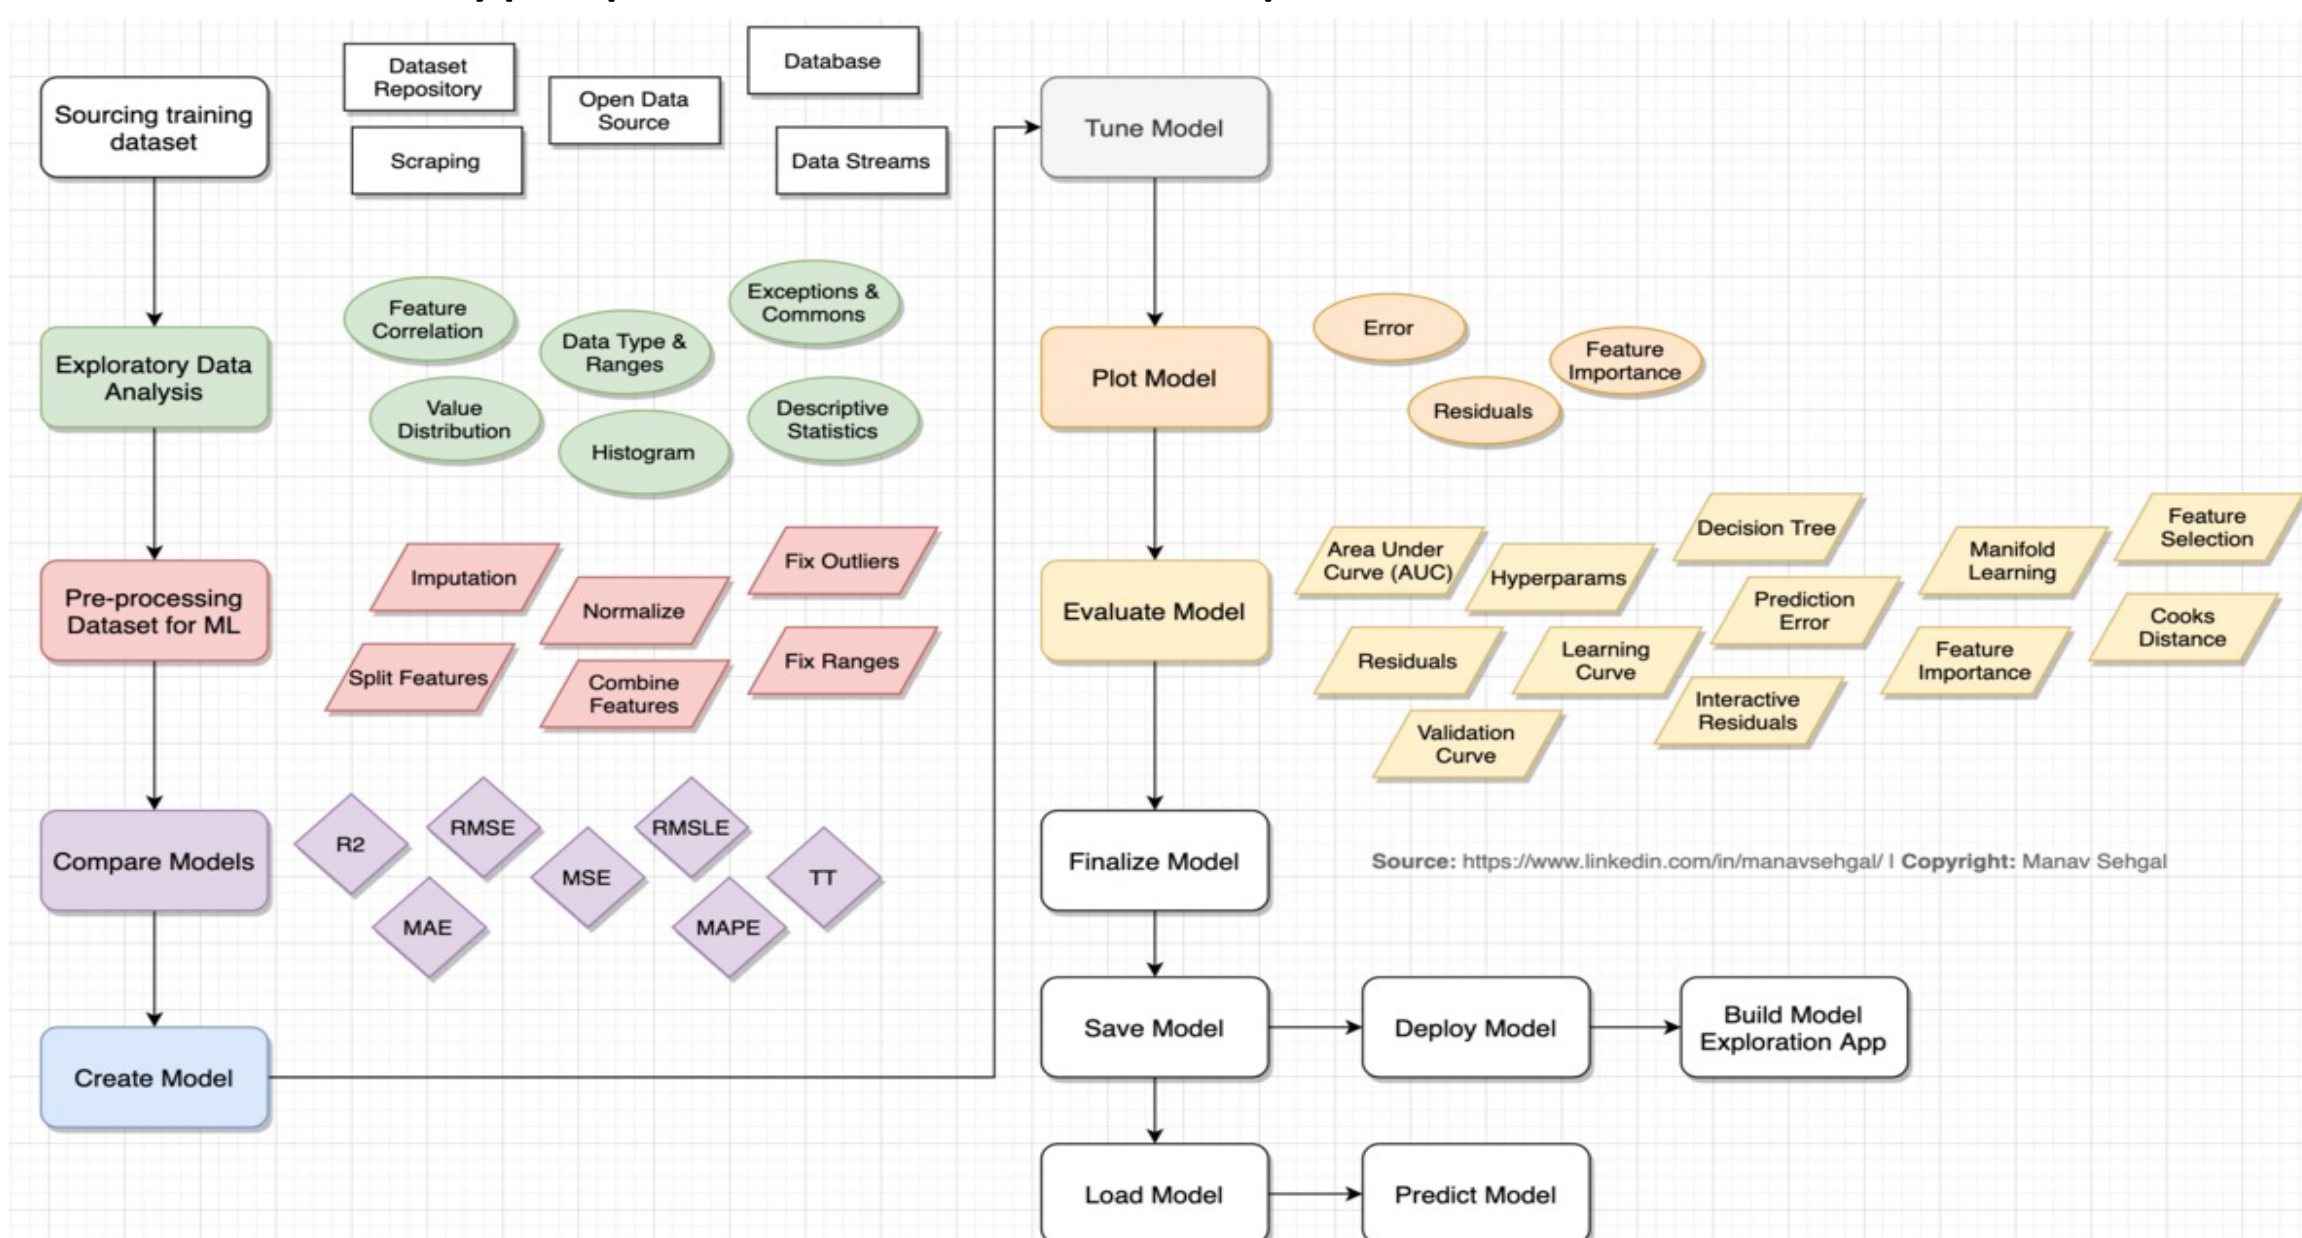 Sourcing training
dataset
Dataset
Repository
Open Data
Source
Database
Scraping
Data Streams
Exploratory Data
Analysis
Feature
Correlation
Data Type &
Ranges
Exceptions &
Commons
Value
Distribution
Histogram
Descriptive
Statistics
Pre-processing
Dataset for ML
Imputation
Normalize
Fix Outliers
Split Features
Combine
Features
Fix Ranges
Compare Models
R2
RMSE
MSE
RMSLE
TT
MAE
MAPE
Create Model
Tune Model
Plot Model
Error
Feature
Importance
Residuals
Evaluate Model
Area Under
Curve (AUC)
Hyperparams
Decision Tree
Prediction
Error
Manifold
Learning
Feature
Selection
Residuals
Learning
Curve
Interactive
Residuals
Feature
Importance
Cooks
Distance
Validation
Curve
Finalize Model
Source: https://www.linkedin.com/in/manavsehgal/ | Copyright: Manav Sehgal
Save Model
Deploy Model
Build Model
Exploration App
Load Model
Predict Model